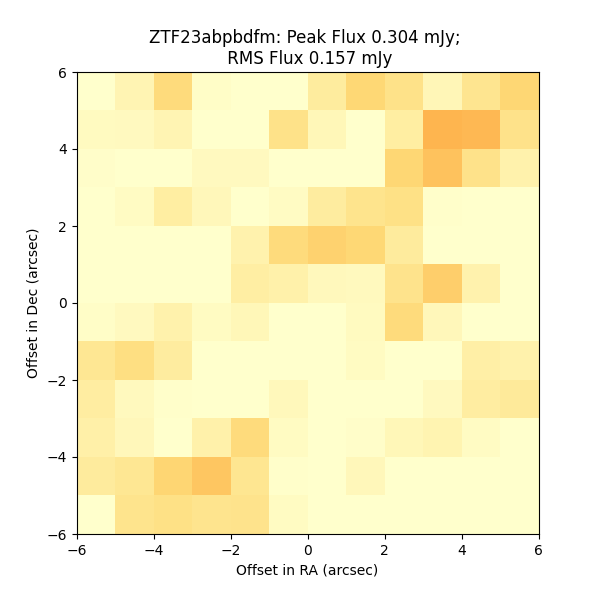 ZTF23abpbdfm: Peak Flux 0.304 mJy;
RMS Flux 0.157 mJy
6
4
2
0
−2
−4
−6
Offset in Dec (arcsec)
−6 −4 −2 0 2 4 6
Offset in RA (arcsec)